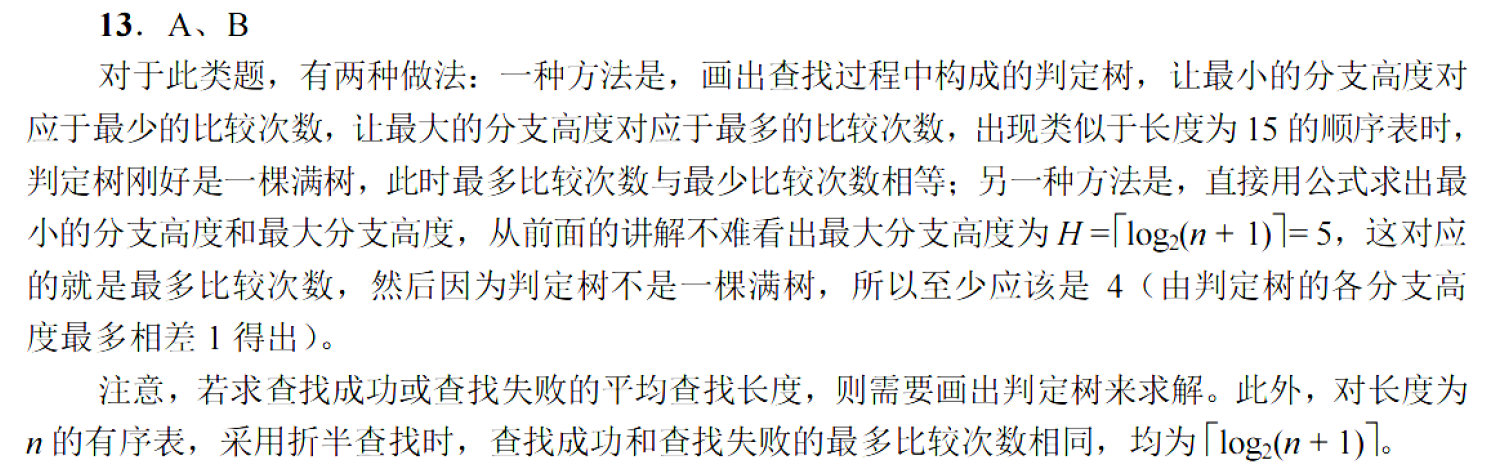 13．A、B
对于此类题，有两种做法：一种方法是，画出查找过程中构成的判定树，让最小的分支高度对
应于最少的比较次数，让最大的分支高度对应于最多的比较次数，出现类似于长度为 15 的顺序表时，
判定树刚好是一棵满树，此时最多比较次数与最少比较次数相等；另一种方法是，直接用公式求出最
小的分支高度和最大分支高度，从前面的讲解不难看出最大分支高度为 H =⌈log₂(n + 1)⌉= 5，这对应
的就是最多比较次数，然后因为判定树不是一棵满树，所以至少应该是 4（由判定树的各分支高
度最多相差 1 得出）。
注意，若求查找成功或查找失败的平均查找长度，则需要画出判定树来求解。此外，对长度为
n 的有序表，采用折半查找时，查找成功和查找失败的最多比较次数相同，均为⌈log₂(n + 1)⌉。